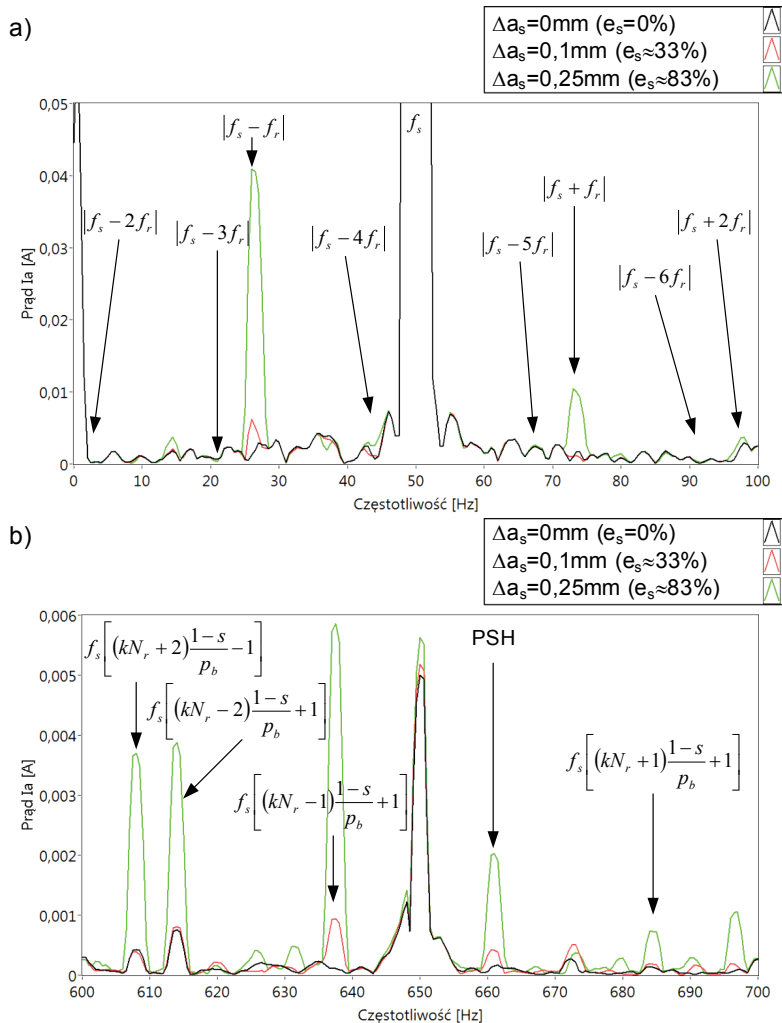 a)
Δaₛ=0mm (eₛ=0%)
Δaₛ=0,1mm (eₛ≈33%)
Δaₛ=0,25mm (eₛ≈83%)
0,05
0,04
0,03
0,02
0,01
0
Prąd Ia [A]
|fₛ − 2fᵣ|
|fₛ − 3fᵣ|
|fₛ − fᵣ|
|fₛ − 4fᵣ|
fₛ
|fₛ − 5fᵣ|
|fₛ + fᵣ|
|fₛ − 6fᵣ|
|fₛ + 2fᵣ|
0 10 20 30 40 50 60 70 80 90 100
Częstotliwość [Hz]
b)
Δaₛ=0mm (eₛ=0%)
Δaₛ=0,1mm (eₛ≈33%)
Δaₛ=0,25mm (eₛ≈83%)
0,006
0,005
0,004
0,003
0,002
0,001
0
Prąd Ia [A]
fₛ[(kNᵣ + 2)(1−s)/p_b − 1]
fₛ[(kNᵣ − 2)(1−s)/p_b + 1]
fₛ[(kNᵣ − 1)(1−s)/p_b + 1]
PSH
fₛ[(kNᵣ + 1)(1−s)/p_b + 1]
600 610 620 630 640 650 660 670 680 690 700
Częstotliwość [Hz]